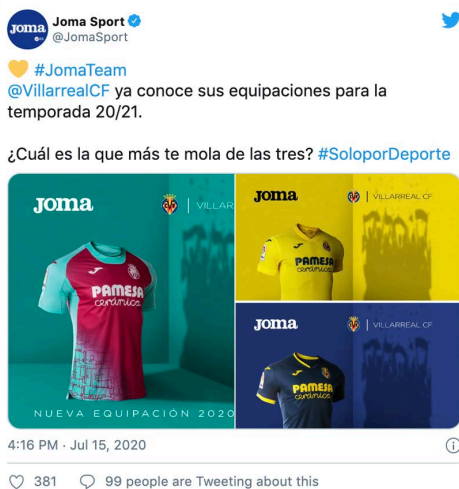 Joma Sport
@JomaSport
#JomaTeam
@VillarrealCF ya conoce sus equipaciones para la
temporada 20/21.
¿Cuál es la que más te mola de las tres? #SoloporDeporte
Joma
VILLAR
PAMESA
cerámica
NUEVA EQUIPACIÓN 2020
Joma
VILLARREAL CF
PAMESA
cerámica
Joma
VILLARREAL CF
PAMESA
cerámica
4:16 PM · Jul 15, 2020
381
99 people are Tweeting about this